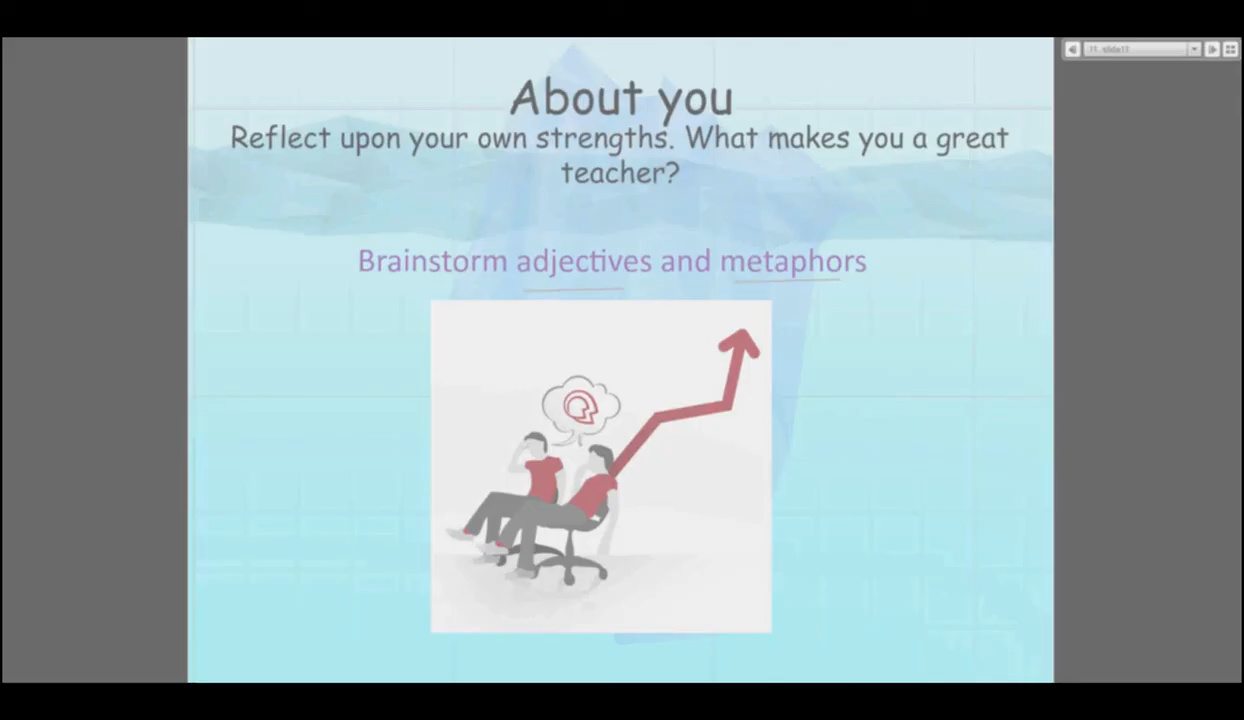 About you
Reflect upon your own strengths. What makes you a great
teacher?
Brainstorm adjectives and metaphors